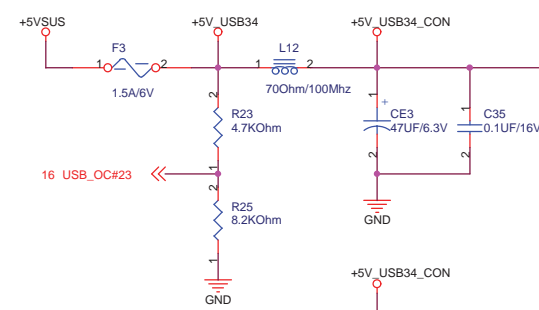 +5VSUS
+5V_USB34
+5V_USB34_CON
F3
1 2
1.5A/6V
L12
1 2
70Ohm/100Mhz
2
R23
4.7KOhm
1
1
+
CE3
47UF/6.3V
2
1
C35
0.1UF/16V
2
16 USB_OC#23
2
R25
8.2KOhm
1
GND
GND
+5V_USB34_CON